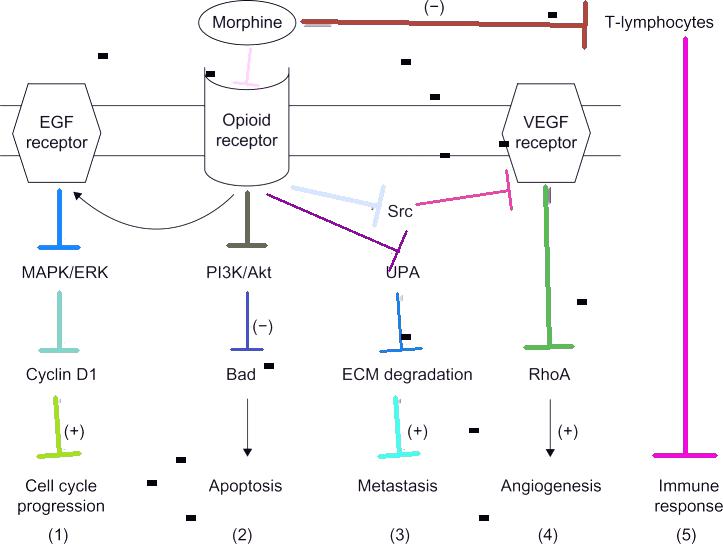 (−)
Morphine
T-lymphocytes
EGF
receptor
Opioid
receptor
VEGF
receptor
Src
MAPK/ERK
PI3K/Akt
UPA
(−)
Cyclin D1
Bad
ECM degradation
RhoA
(+)
(+)
(+)
Cell cycle
progression
Apoptosis
Metastasis
Angiogenesis
Immune
response
(1)
(2)
(3)
(4)
(5)